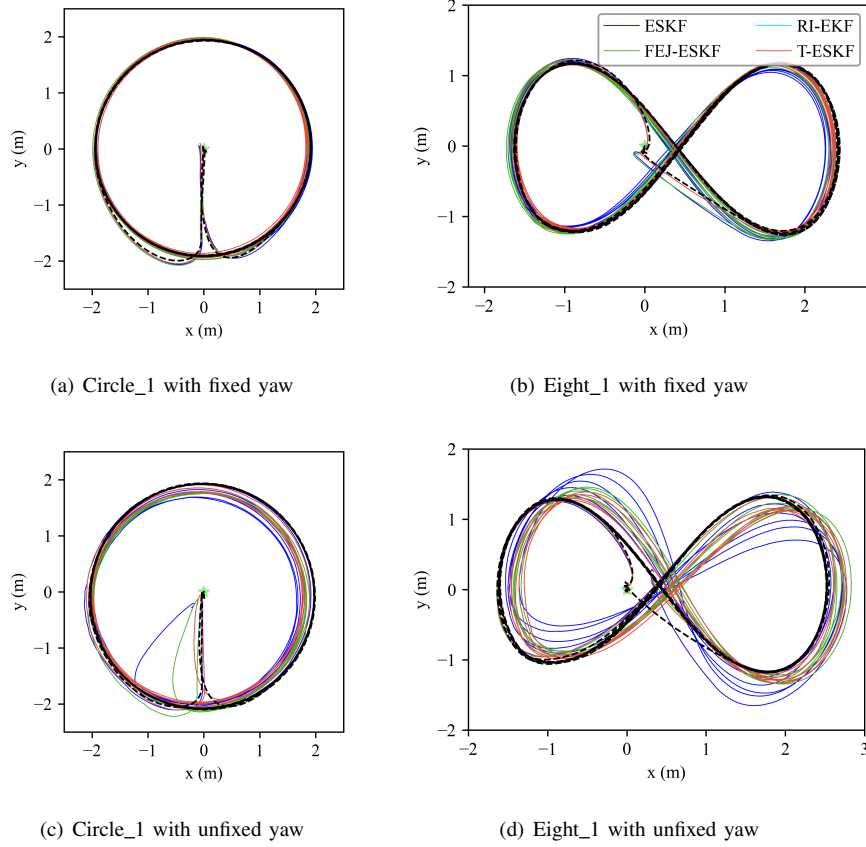 2
1
0
−1
−2
y (m)
−2 −1 0 1 2
x (m)
(a) Circle_1 with fixed yaw
ESKF RI-EKF
FEJ-ESKF T-ESKF
2
1
0
−1
−2
y (m)
−2 −1 0 1 2
x (m)
(b) Eight_1 with fixed yaw
2
1
0
−1
−2
y (m)
−2 −1 0 1 2
x (m)
(c) Circle_1 with unfixed yaw
2
1
0
−1
−2
y (m)
−2 −1 0 1 2 3
x (m)
(d) Eight_1 with unfixed yaw